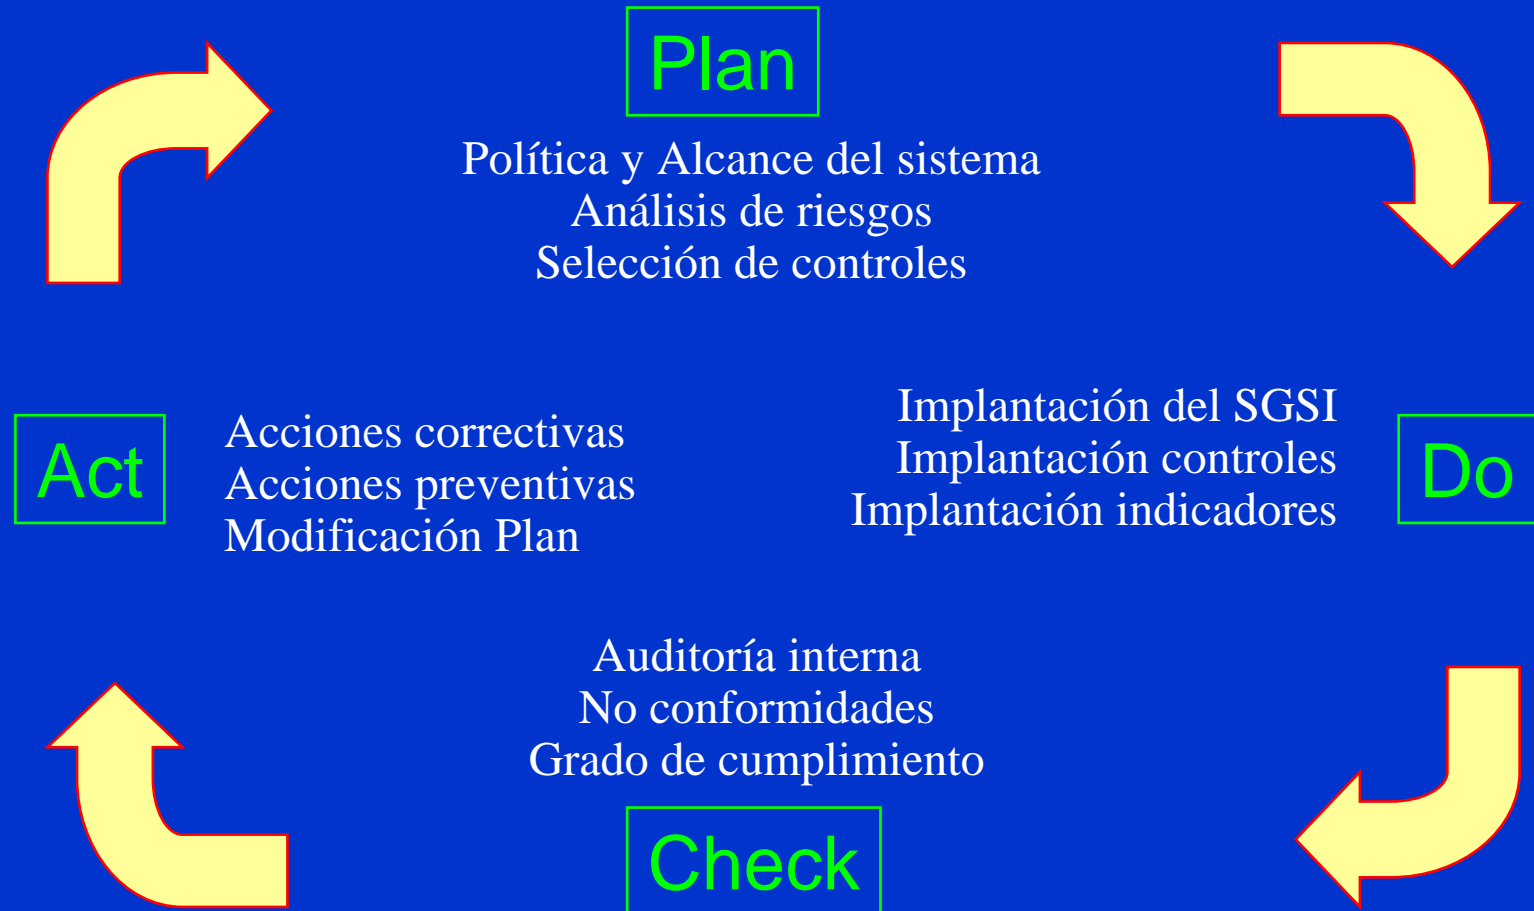 Plan
Política y Alcance del sistema
Análisis de riesgos
Selección de controles
Act
Acciones correctivas
Acciones preventivas
Modificación Plan
Implantación del SGSI
Implantación controles
Implantación indicadores
Do
Auditoría interna
No conformidades
Grado de cumplimiento
Check